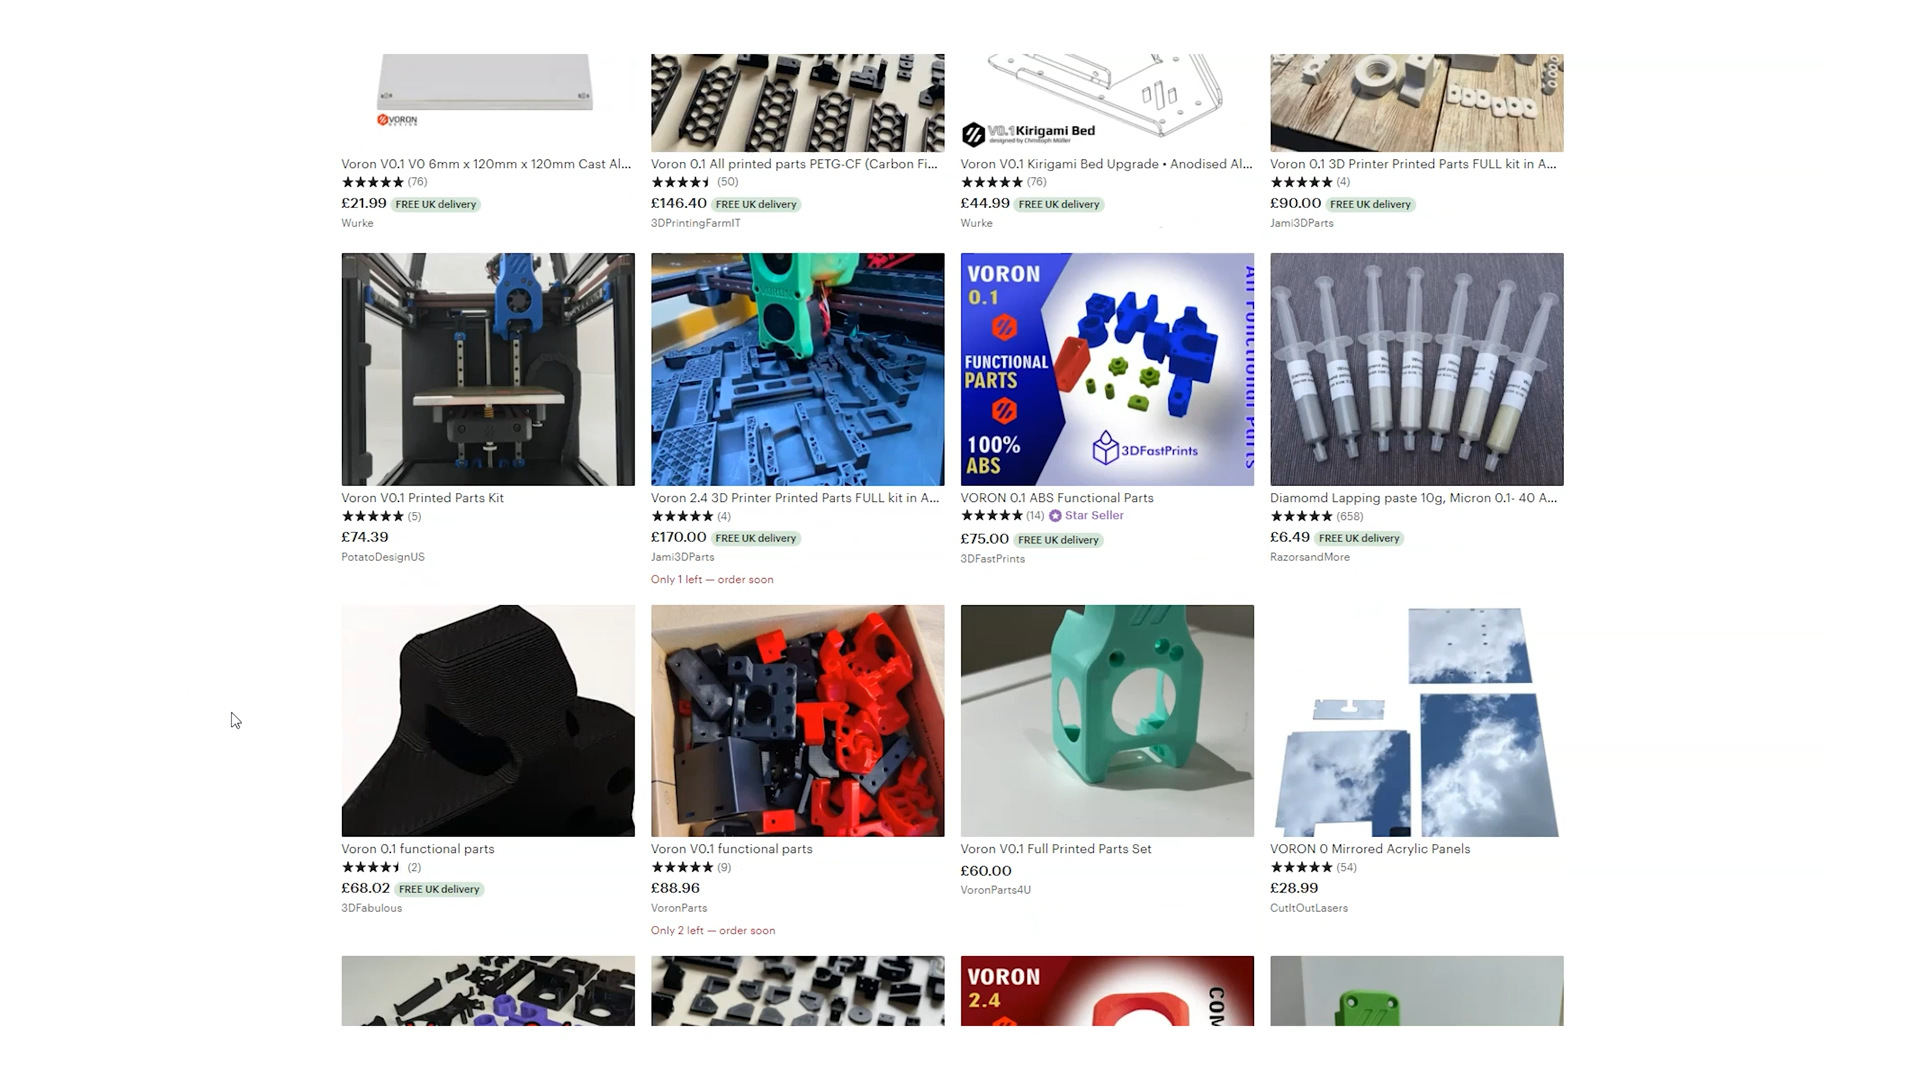 VORON
V0.1 Kirigami Bed
designed by Christoph Müller
Voron V0.1 V0 6mm x 120mm x 120mm Cast Al...
(76)
£21.99 FREE UK delivery
Wurke
Voron 0.1 All printed parts PETG-CF (Carbon Fi...
(50)
£146.40 FREE UK delivery
3DPrintingFarmIT
Voron V0.1 Kirigami Bed Upgrade • Anodised Al...
(76)
£44.99 FREE UK delivery
Wurke
Voron 0.1 3D Printer Printed Parts FULL kit in A...
(4)
£90.00 FREE UK delivery
Jami3DParts
VORON
0.1
FUNCTIONAL
PARTS
100%
ABS
3DFastPrints
All Functional Parts
Voron V0.1 Printed Parts Kit
(5)
£74.39
PotatoDesignUS
Voron 2.4 3D Printer Printed Parts FULL kit in A...
(4)
£170.00 FREE UK delivery
Jami3DParts
Only 1 left — order soon
VORON 0.1 ABS Functional Parts
(14) Star Seller
£75.00 FREE UK delivery
3DFastPrints
Diamomd Lapping paste 10g, Micron 0.1- 40 A...
(658)
£6.49 FREE UK delivery
RazorsandMore
Voron 0.1 functional parts
(2)
£68.02 FREE UK delivery
3DFabulous
Voron V0.1 functional parts
(9)
£88.96
VoronParts
Only 2 left — order soon
Voron V0.1 Full Printed Parts Set
£60.00
VoronParts4U
VORON 0 Mirrored Acrylic Panels
(54)
£28.99
CutItOutLasers
VORON
2.4
COM